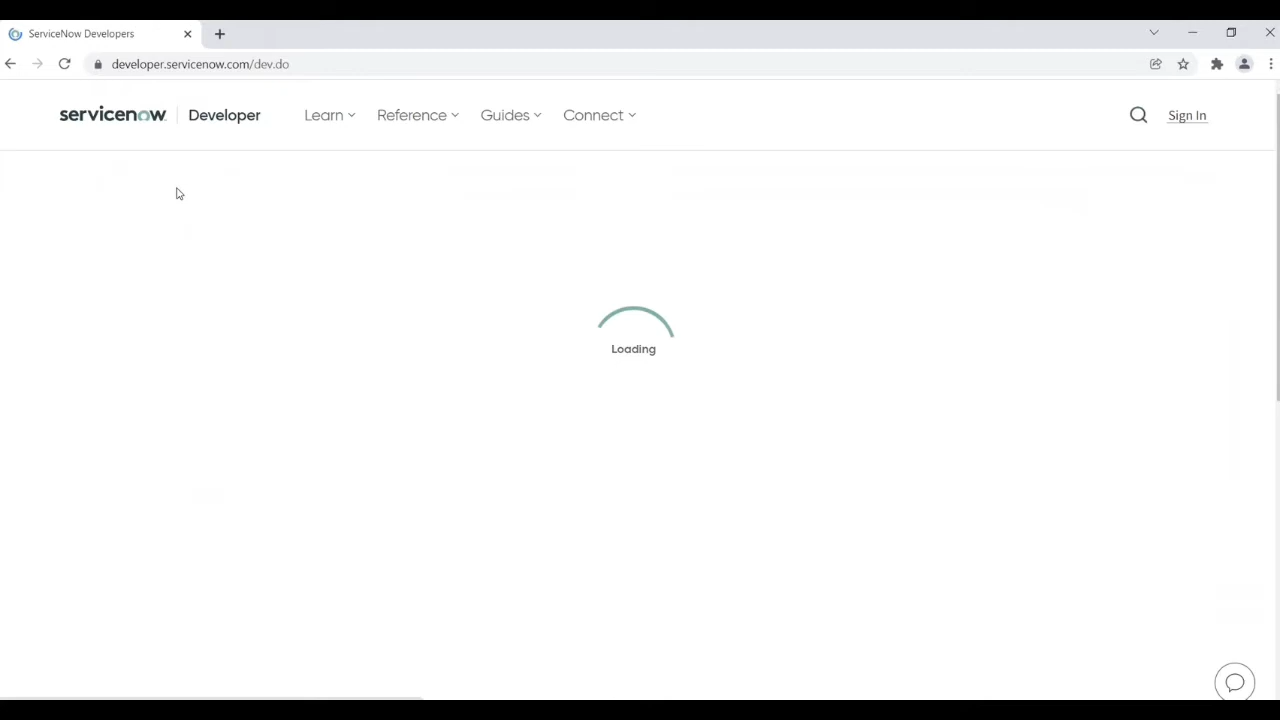 ServiceNow Developers
developer.servicenow.com/dev.do
servicenow Developer Learn Reference Guides Connect Sign In
Loading